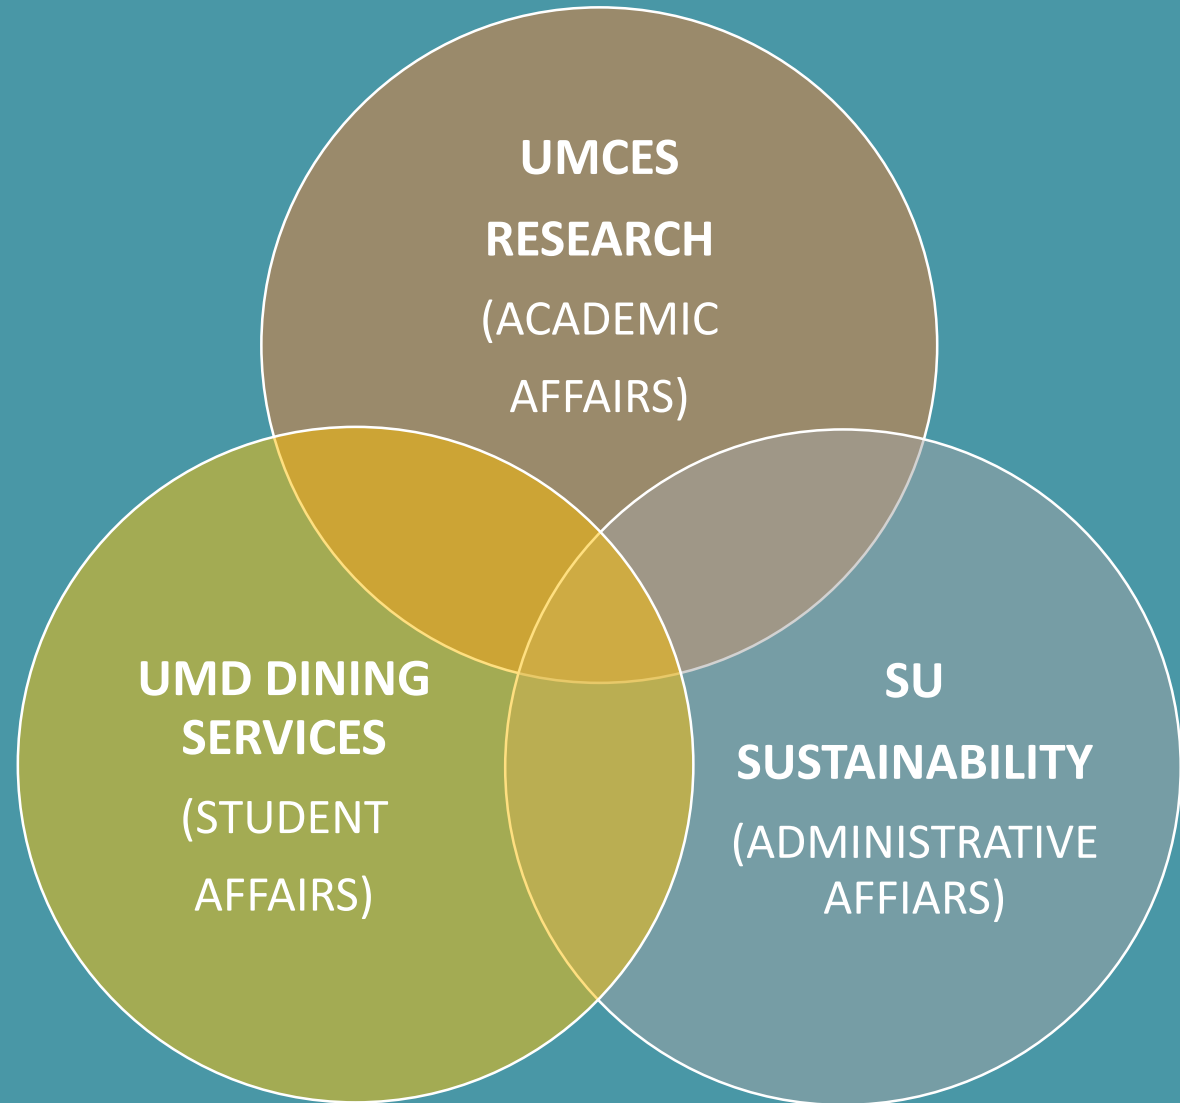 UMCES
RESEARCH
(ACADEMIC
AFFAIRS)
UMD DINING
SERVICES
(STUDENT
AFFAIRS)
SU
SUSTAINABILITY
(ADMINISTRATIVE
AFFIARS)